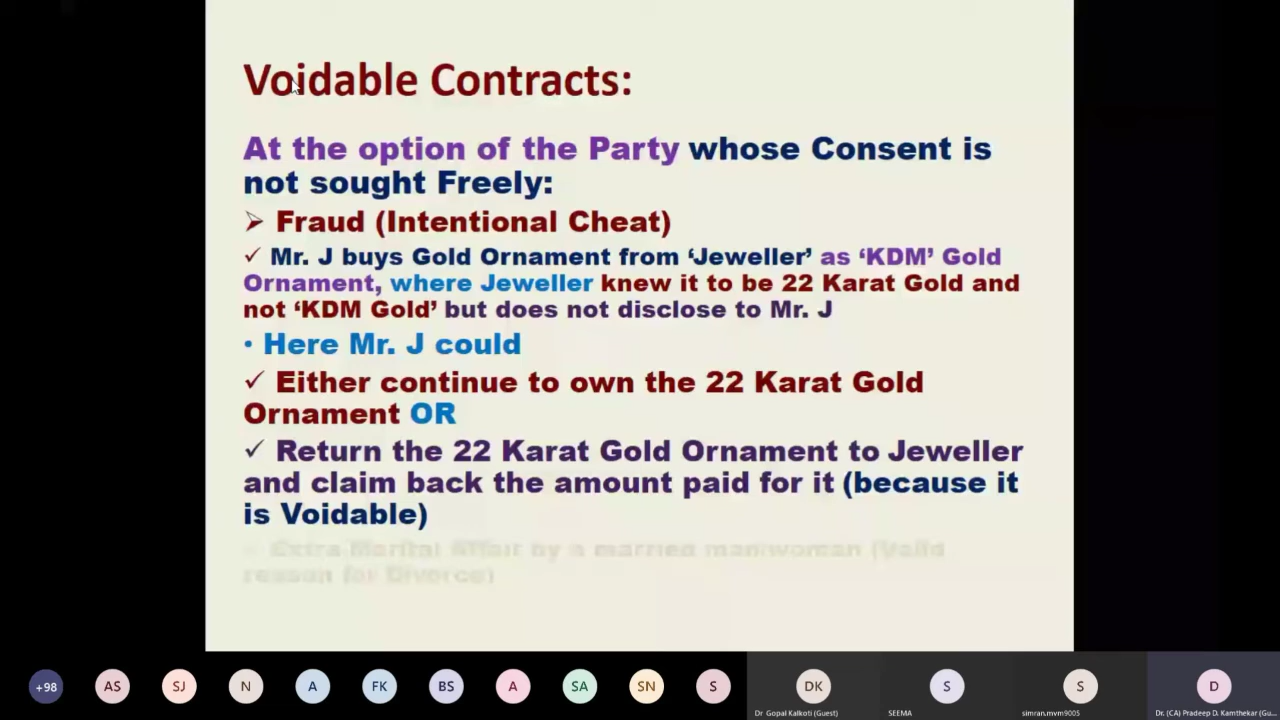 Voidable Contracts:
At the option of the Party whose Consent is
not sought Freely:
➢ Fraud (Intentional Cheat)
✓ Mr. J buys Gold Ornament from ‘Jeweller’ as ‘KDM’ Gold
Ornament, where Jeweller knew it to be 22 Karat Gold and
not ‘KDM Gold’ but does not disclose to Mr. J
• Here Mr. J could
✓ Either continue to own the 22 Karat Gold
Ornament OR
✓ Return the 22 Karat Gold Ornament to Jeweller
and claim back the amount paid for it (because it
is Voidable)
Extra Marital Affair by a married man/woman (Valid
reason for Divorce)
+98 AS SJ N A FK BS A SA SN S DK S S D
Dr Gopal Kalkoti (Guest) SEEMA simran.mvm9005 Dr. (CA) Pradeep D. Kamthekar (Gu...